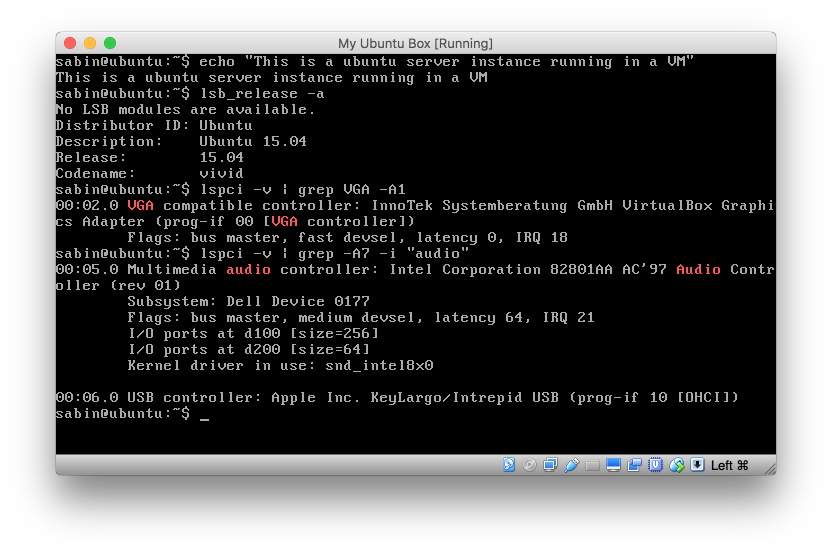 My Ubuntu Box [Running]
sabin@ubuntu:~$ echo "This is a ubuntu server instance running in a VM"
This is a ubuntu server instance running in a VM
sabin@ubuntu:~$ lsb_release -a
No LSB modules are available.
Distributor ID: Ubuntu
Description:    Ubuntu 15.04
Release:        15.04
Codename:       vivid
sabin@ubuntu:~$ lspci -v | grep VGA -A1
00:02.0 VGA compatible controller: InnoTek Systemberatung GmbH VirtualBox Graphi
cs Adapter (prog-if 00 [VGA controller])
        Flags: bus master, fast devsel, latency 0, IRQ 18
sabin@ubuntu:~$ lspci -v | grep -A7 -i "audio"
00:05.0 Multimedia audio controller: Intel Corporation 82801AA AC'97 Audio Contr
oller (rev 01)
        Subsystem: Dell Device 0177
        Flags: bus master, medium devsel, latency 64, IRQ 21
        I/O ports at d100 [size=256]
        I/O ports at d200 [size=64]
        Kernel driver in use: snd_intel8x0
00:06.0 USB controller: Apple Inc. KeyLargo/Intrepid USB (prog-if 10 [OHCI])
sabin@ubuntu:~$ _
Left ⌘